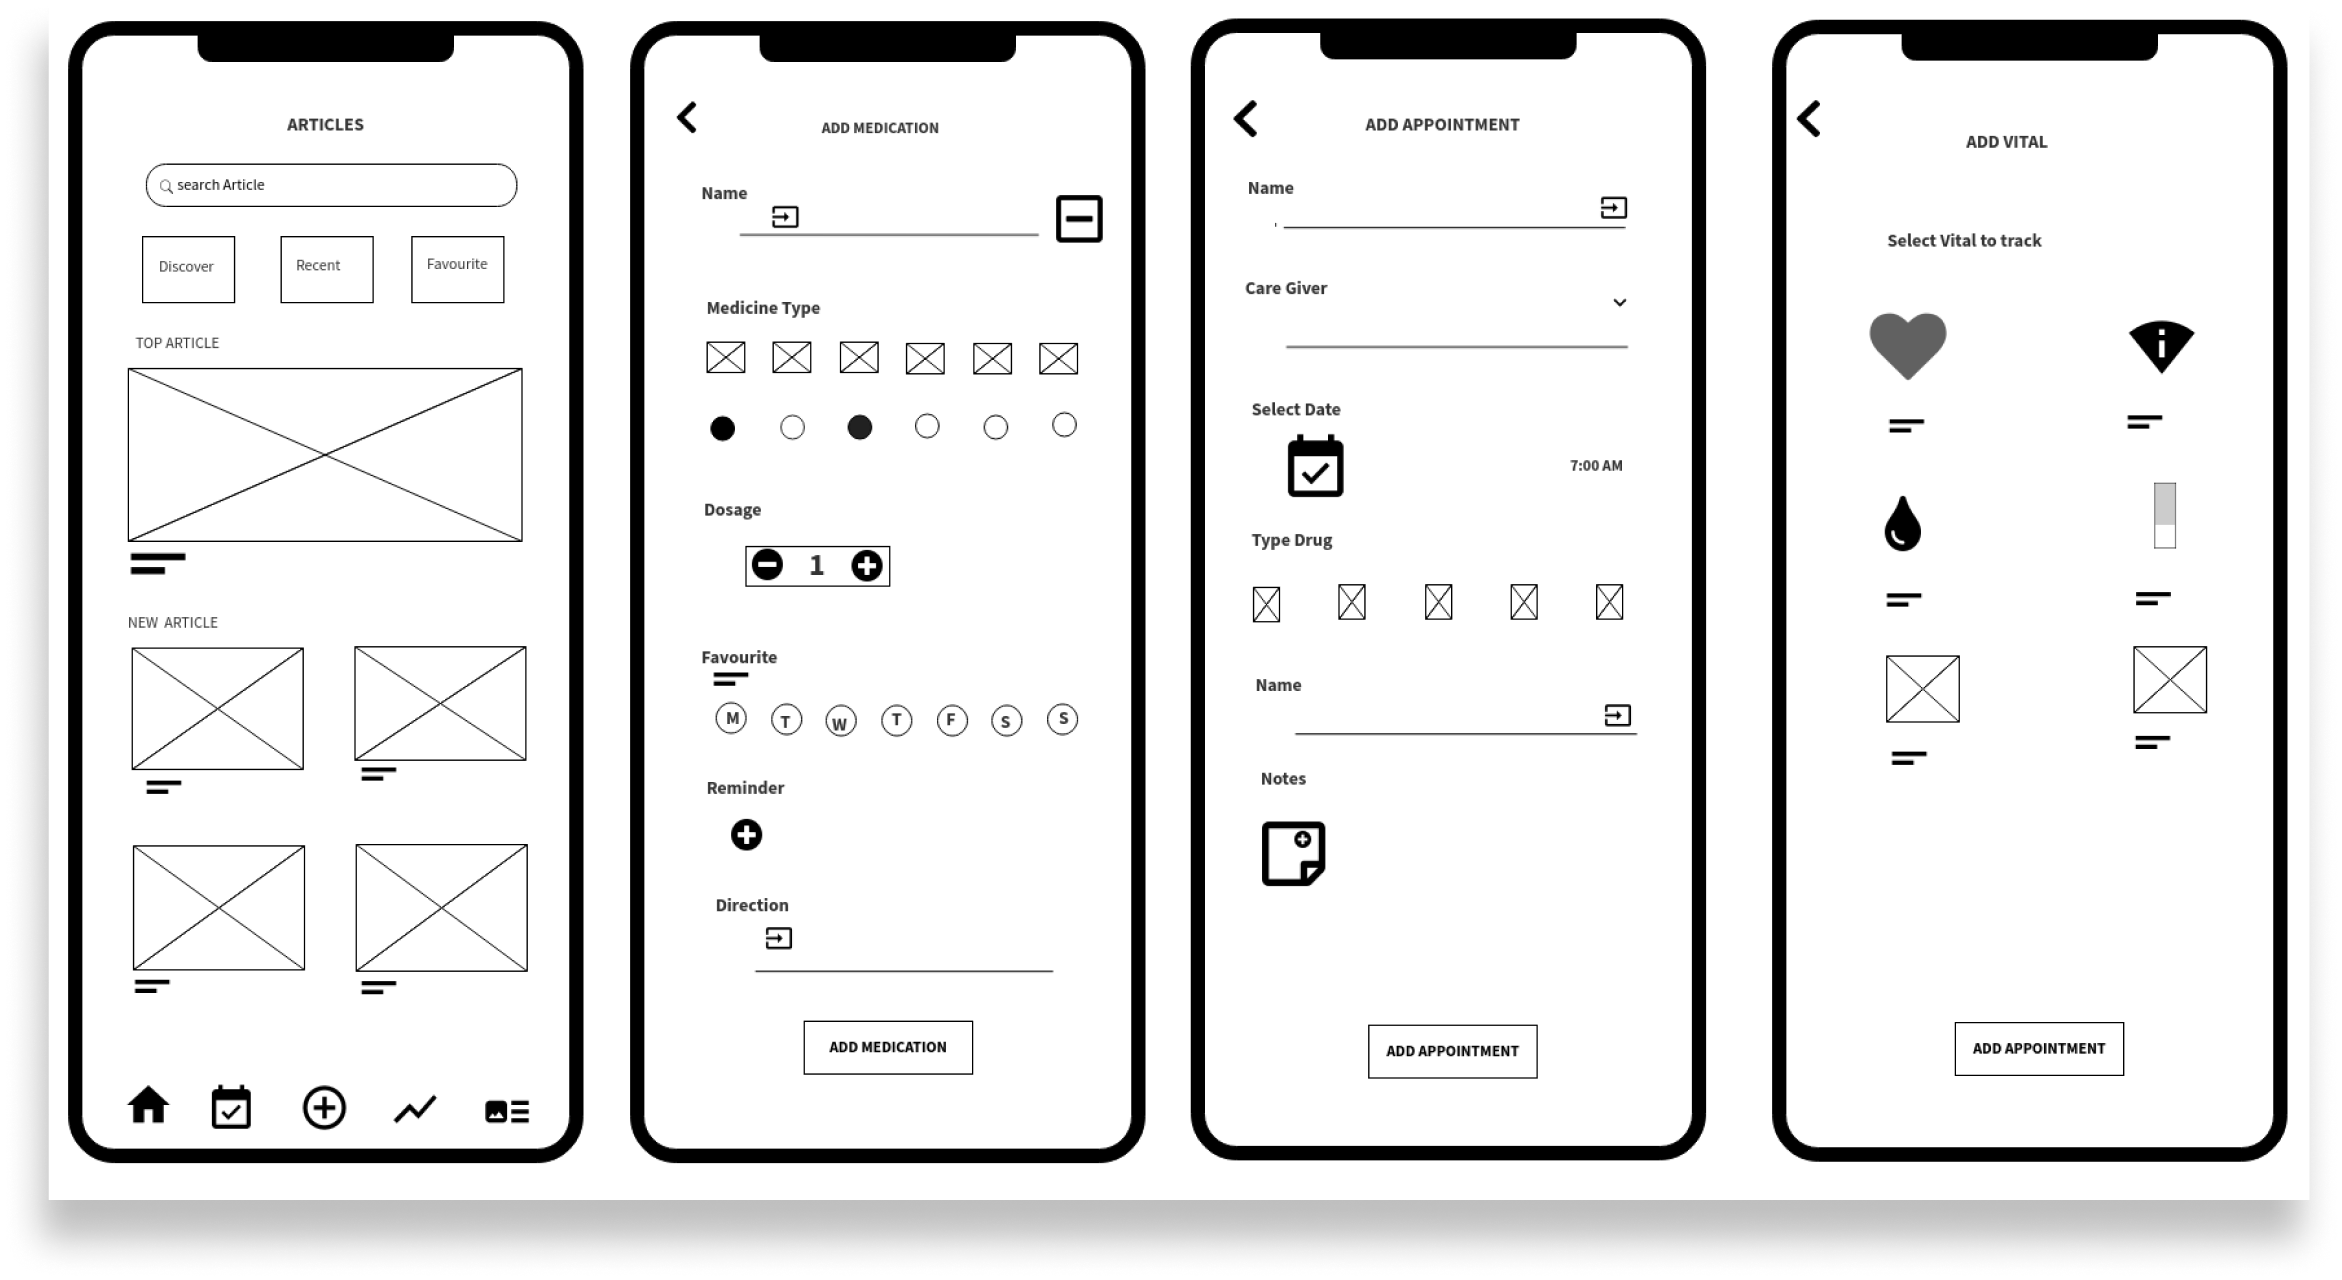 ARTICLES
search Article
Discover
Recent
Favourite
TOP ARTICLE
NEW ARTICLE
ADD MEDICATION
Name
Medicine Type
Dosage
1
Favourite
M T W T F S S
Reminder
Direction
ADD MEDICATION
ADD APPOINTMENT
Name
Care Giver
Select Date
7:00 AM
Type Drug
Name
Notes
ADD APPOINTMENT
ADD VITAL
Select Vital to track
ADD APPOINTMENT